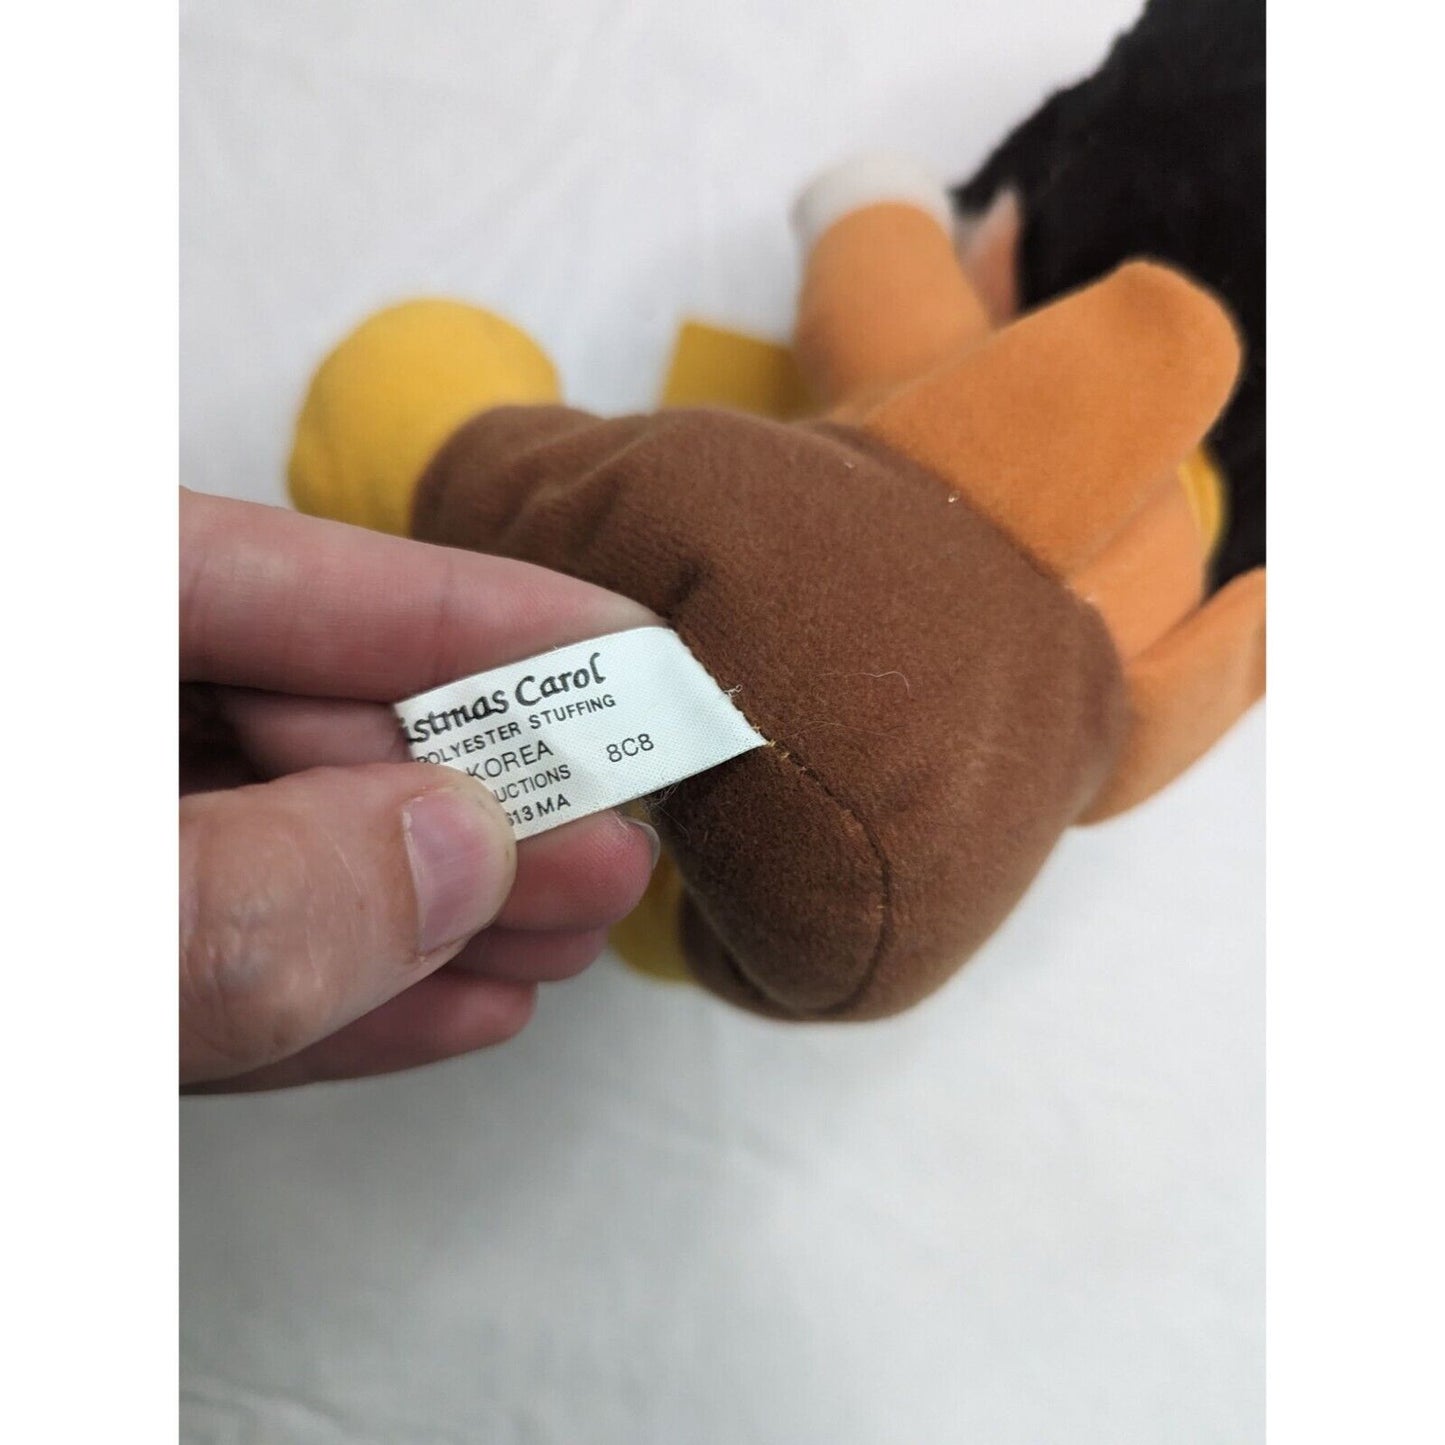 istmas Carol
POLYESTER STUFFING
KOREA 8C8
UCTIONS
613 MA